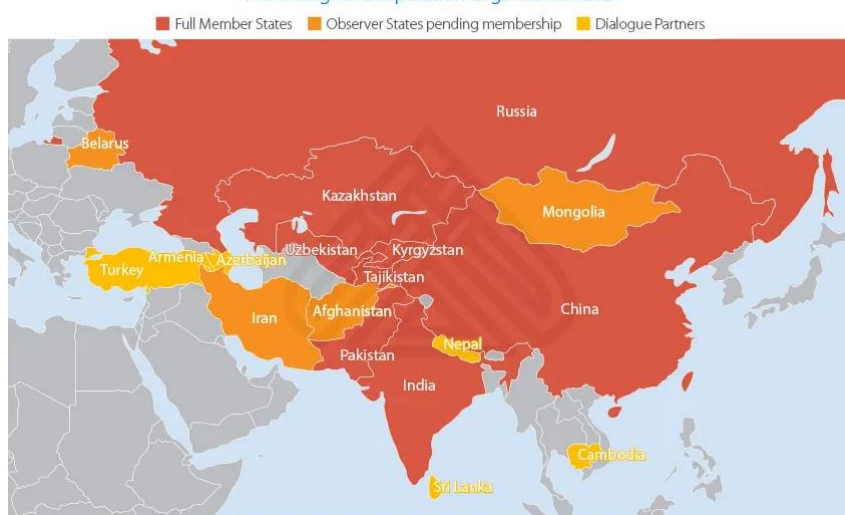 Full Member States
Observer States pending membership
Dialogue Partners
Russia
Belarus
Kazakhstan
Mongolia
Uzbekistan
Kyrgyzstan
Armenia
Azerbaijan
Turkey
Tajikistan
Iran
Afghanistan
China
Nepal
Pakistan
India
Cambodia
Sri Lanka